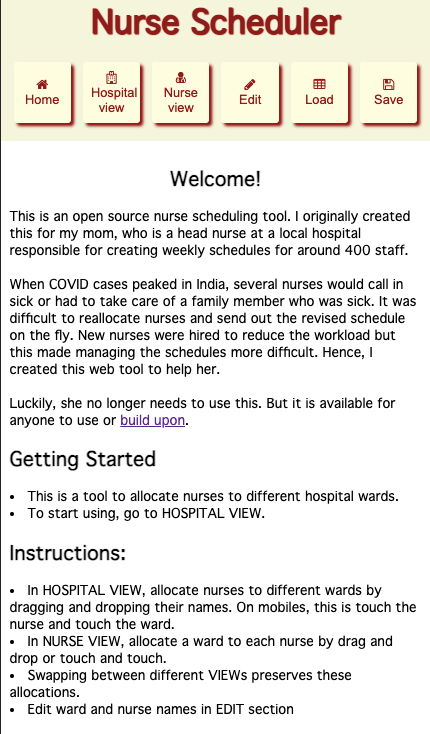 Nurse Scheduler
Home
Hospital
view
Nurse
view
Edit
Load
Save
Welcome!
This is an open source nurse scheduling tool. I originally created
this for my mom, who is a head nurse at a local hospital
responsible for creating weekly schedules for around 400 staff.
When COVID cases peaked in India, several nurses would call in
sick or had to take care of a family member who was sick. It was
difficult to reallocate nurses and send out the revised schedule
on the fly. New nurses were hired to reduce the workload but
this made managing the schedules more difficult. Hence, I
created this web tool to help her.
Luckily, she no longer needs to use this. But it is available for
anyone to use or build upon.
Getting Started
• This is a tool to allocate nurses to different hospital wards.
• To start using, go to HOSPITAL VIEW.
Instructions:
• In HOSPITAL VIEW, allocate nurses to different wards by
dragging and dropping their names. On mobiles, this is touch the
nurse and touch the ward.
• In NURSE VIEW, allocate a ward to each nurse by drag and
drop or touch and touch.
• Swapping between different VIEWs preserves these
allocations.
• Edit ward and nurse names in EDIT section